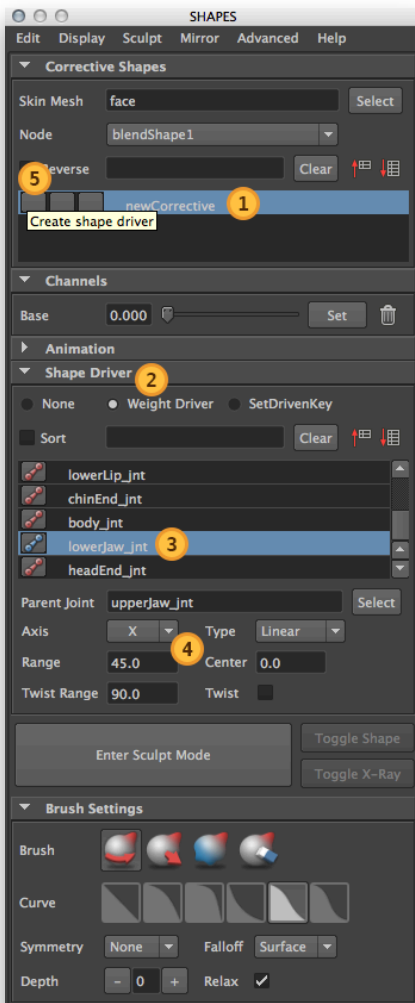 SHAPES
Edit Display Sculpt Mirror Advanced Help
Corrective Shapes
Skin Mesh face Select
Node blendShape1
5 Reverse Clear
newCorrective 1
Create shape driver
Channels
Base 0.000 Set
Animation
Shape Driver 2
None Weight Driver SetDrivenKey
Sort Clear
lowerLip_jnt
chinEnd_jnt
body_jnt
lowerJaw_jnt 3
headEnd_jnt
Parent Joint upperJaw_jnt Select
Axis X Type Linear
4
Range 45.0 Center 0.0
Twist Range 90.0 Twist
Enter Sculpt Mode Toggle Shape
Toggle X-Ray
Brush Settings
Brush
Curve
Symmetry None Falloff Surface
Depth - 0 + Relax